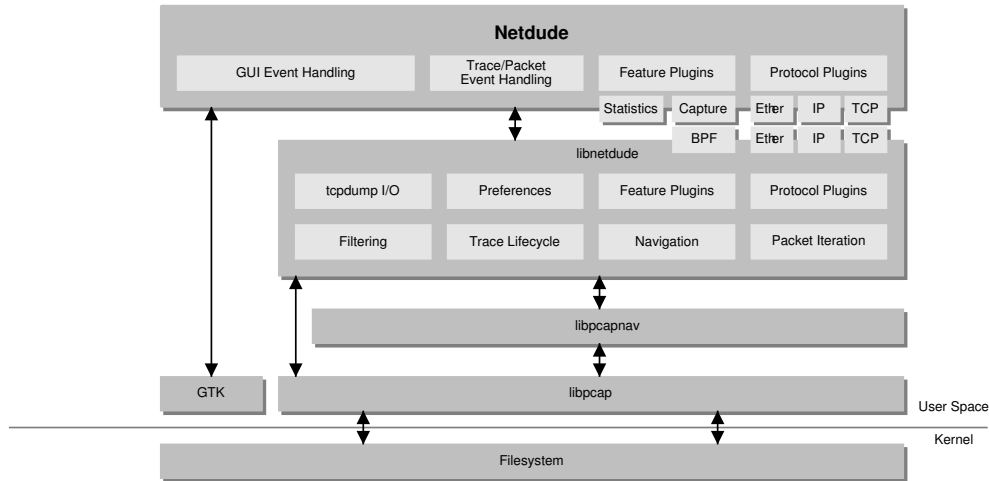 Netdude
GUI Event Handling
Trace/Packet
Event Handling
Feature Plugins
Protocol Plugins
Statistics
Capture
Ether
IP
TCP
BPF
Ether
IP
TCP
libnetdude
tcpdump I/O
Preferences
Feature Plugins
Protocol Plugins
Filtering
Trace Lifecycle
Navigation
Packet Iteration
libpcapnav
GTK
libpcap
User Space
Kernel
Filesystem